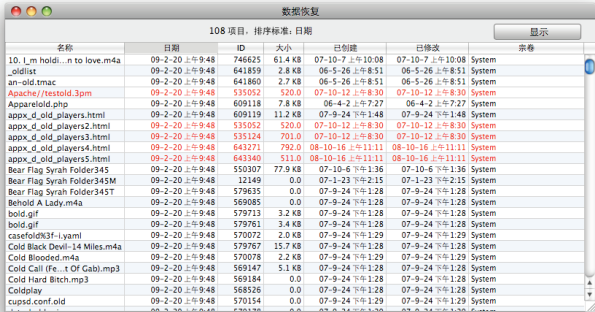 数据恢复
108 项目，排序标准: 日期 显示
名称 日期 ID 大小 已创建 已修改 宗卷
10. I_m holdi...n to love.m4a 09-2-20 上午9:48 746625 61.4 KB 07-10-7 上午10:08 07-10-7 上午10:08 System
_oldlist 09-2-20 上午9:48 641859 2.8 KB 06-5-26 上午8:51 06-5-26 上午8:51 System
an-old.tmac 09-2-20 上午9:48 641860 2.7 KB 06-5-26 上午8:51 06-5-26 上午8:51 System
Apache//testold.3pm 09-2-20 上午9:48 535052 520.0 07-10-12 上午8:30 07-10-12 上午8:30 System
Apparelold.php 09-2-20 上午9:48 609118 7.8 KB 06-4-2 上午7:27 06-4-2 上午7:27 System
appx_d_old_players.html 09-2-20 上午9:48 609119 11.2 KB 07-9-24 下午1:48 07-9-24 下午1:48 System
appx_d_old_players2.html 09-2-20 上午9:48 535052 520.0 07-10-12 上午8:30 07-10-12 上午8:30 System
appx_d_old_players3.html 09-2-20 上午9:48 535124 701.0 07-10-12 上午8:30 07-10-12 上午8:30 System
appx_d_old_players4.html 09-2-20 上午9:48 643271 792.0 08-10-16 上午11:11 08-10-16 上午11:11 System
appx_d_old_players5.html 09-2-20 上午9:48 643340 511.0 08-10-16 上午11:11 08-10-16 上午11:11 System
Bear Flag Syrah Folder345 09-2-20 上午9:48 550307 77.9 KB 07-10-6 下午1:36 07-10-6 下午1:36 System
Bear Flag Syrah Folder345M 09-2-20 上午9:48 12149 0.0 07-1-23 下午2:15 07-1-23 下午2:15 System
Bear Flag Syrah Folder345T 09-2-20 上午9:48 579635 0.0 07-9-24 下午1:28 07-9-24 下午1:28 System
Behold A Lady.m4a 09-2-20 上午9:48 569085 0.0 07-9-24 下午1:28 07-9-24 下午1:28 System
bold.gif 09-2-20 上午9:48 579713 3.2 KB 07-9-24 下午1:28 07-9-24 下午1:28 System
bold.gif 09-2-20 上午9:48 579714 6.4 KB 07-9-24 下午1:28 07-9-24 下午1:28 System
casefold%3f-i.yaml 09-2-20 上午9:48 570072 2.0 KB 07-9-24 下午1:29 07-9-24 下午1:29 System
Cold Black Devil-14 Miles.m4a 09-2-20 上午9:48 579767 15.7 KB 07-9-24 下午1:28 07-9-24 下午1:28 System
Cold Blooded.m4a 09-2-20 上午9:48 570078 2.2 KB 07-9-24 下午1:29 07-9-24 下午1:29 System
Cold Call (Fe...t Of Gab).mp3 09-2-20 上午9:48 569147 5.1 KB 07-9-24 下午1:28 07-9-24 下午1:28 System
Cold Hard Bitch.mp3 09-2-20 上午9:48 569184 0.0 07-9-24 下午1:28 07-9-24 下午1:28 System
Coldplay 09-2-20 上午9:48 568526 0.0 07-9-24 下午1:28 07-9-24 下午1:28 System
cupsd.conf.old 09-2-20 上午9:48 570154 0.0 07-9-24 下午1:29 07-9-24 下午1:29 System